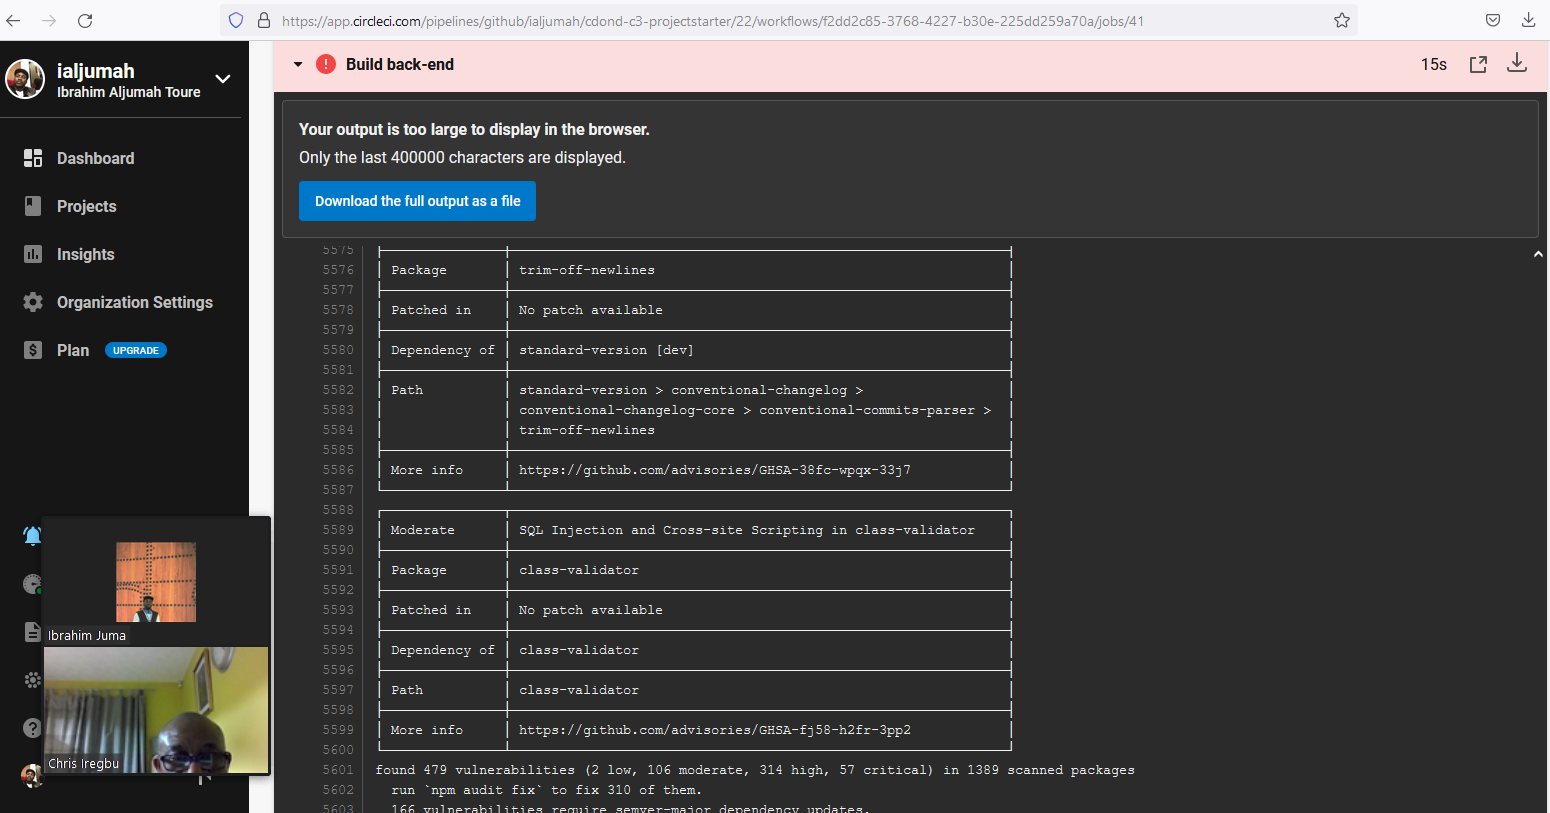 https://app.circleci.com/pipelines/github/ialjumah/cdond-c3-projectstarter/22/workflows/f2dd2c85-3768-4227-b30e-225dd259a70a/jobs/41
ialjumah
Ibrahim Aljumah Toure
Dashboard
Projects
Insights
Organization Settings
Plan UPGRADE
Ibrahim Juma
Chris Iregbu
Build back-end
15s
Your output is too large to display in the browser.
Only the last 400000 characters are displayed.
Download the full output as a file
5575
5576 Package trim-off-newlines
5577
5578 Patched in No patch available
5579
5580 Dependency of standard-version [dev]
5581
5582 Path standard-version > conventional-changelog >
5583 conventional-changelog-core > conventional-commits-parser >
5584 trim-off-newlines
5585
5586 More info https://github.com/advisories/GHSA-38fc-wpqx-33j7
5587
5588
5589 Moderate SQL Injection and Cross-site Scripting in class-validator
5590
5591 Package class-validator
5592
5593 Patched in No patch available
5594
5595 Dependency of class-validator
5596
5597 Path class-validator
5598
5599 More info https://github.com/advisories/GHSA-fj58-h2fr-3pp2
5600
5601 found 479 vulnerabilities (2 low, 106 moderate, 314 high, 57 critical) in 1389 scanned packages
5602 run `npm audit fix` to fix 310 of them.
5603 166 vulnerabilities require semver-major dependency updates.